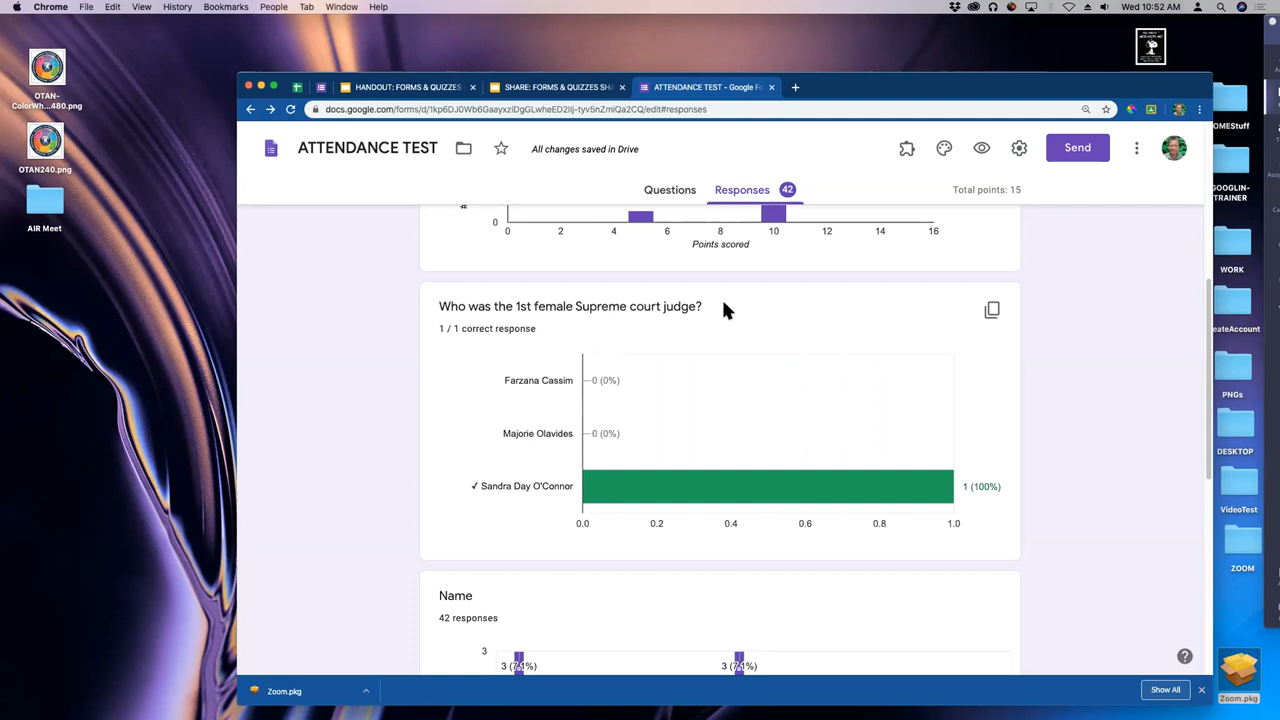 Chrome File Edit View History Bookmarks People Tab Window Help
Wed 10:52 AM
OTAN-
ColorWh...480.png
OTAN240.png
AIR Meet
HANDOUT: FORMS & QUIZZES
SHARE: FORMS & QUIZZES SHA
ATTENDANCE TEST - Google Fo
docs.google.com/forms/d/1kp6DJ0Wb6GaayxziDgGLwheED2Iij-tyv5nZmiQa2CQ/edit#responses
ATTENDANCE TEST
All changes saved in Drive
Send
Questions
Responses 42
Total points: 15
#
0
0 2 4 6 8 10 12 14 16
Points scored
Who was the 1st female Supreme court judge?
1 / 1 correct response
Farzana Cassim
0 (0%)
Majorie Olavides
0 (0%)
✓ Sandra Day O'Connor
1 (100%)
0.0 0.2 0.4 0.6 0.8 1.0
Name
42 responses
3
3 (7.1%) 3 (7.1%)
Zoom.pkg
Show All
OMEStuff
GOOGLIN-
TRAINER
WORK
reateAccount
PNGs
DESKTOP
VideoTest
ZOOM
Zoom.pkg